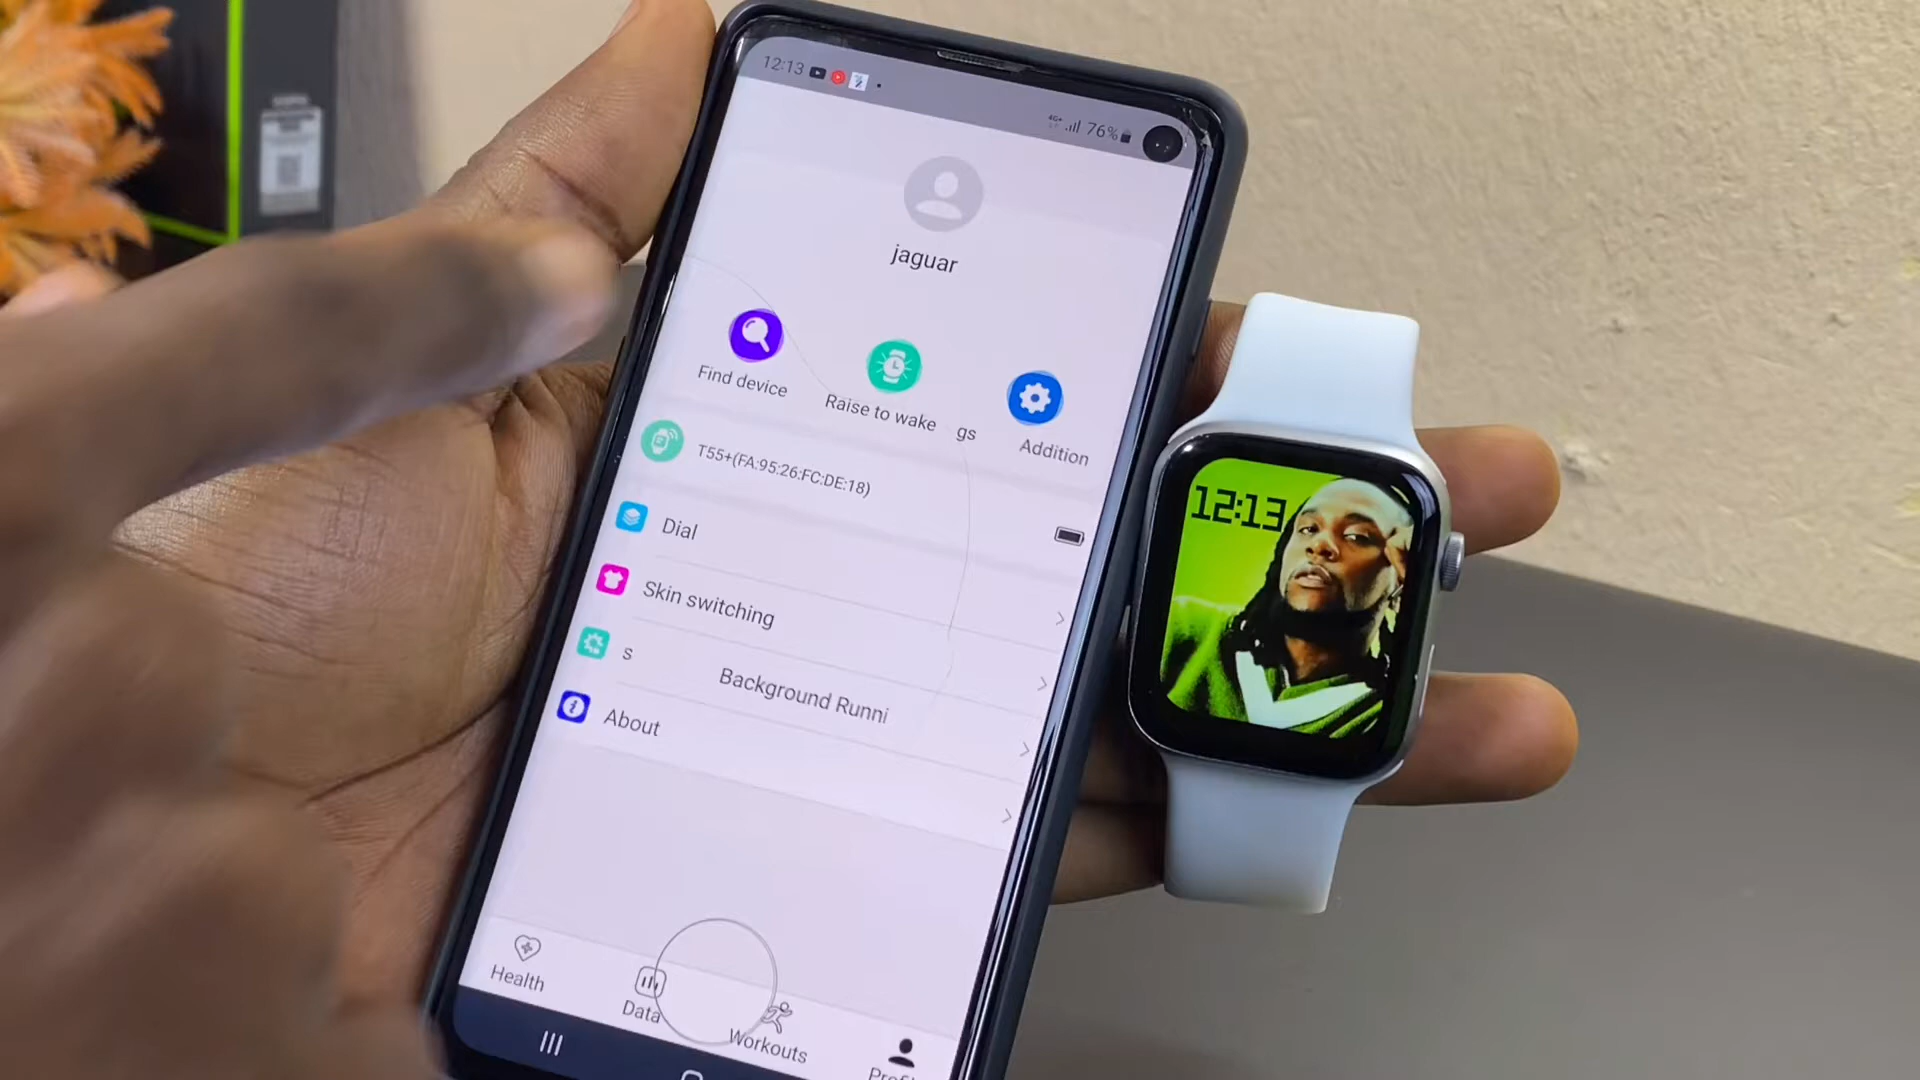 12:13
4G+ 76%
jaguar
Find device
Raise to wake
gs
Addition
T55+(FA:95:26:FC:DE:18)
Dial
Skin switching
s
Background Runni
About
Health
Data
Workouts
12:13